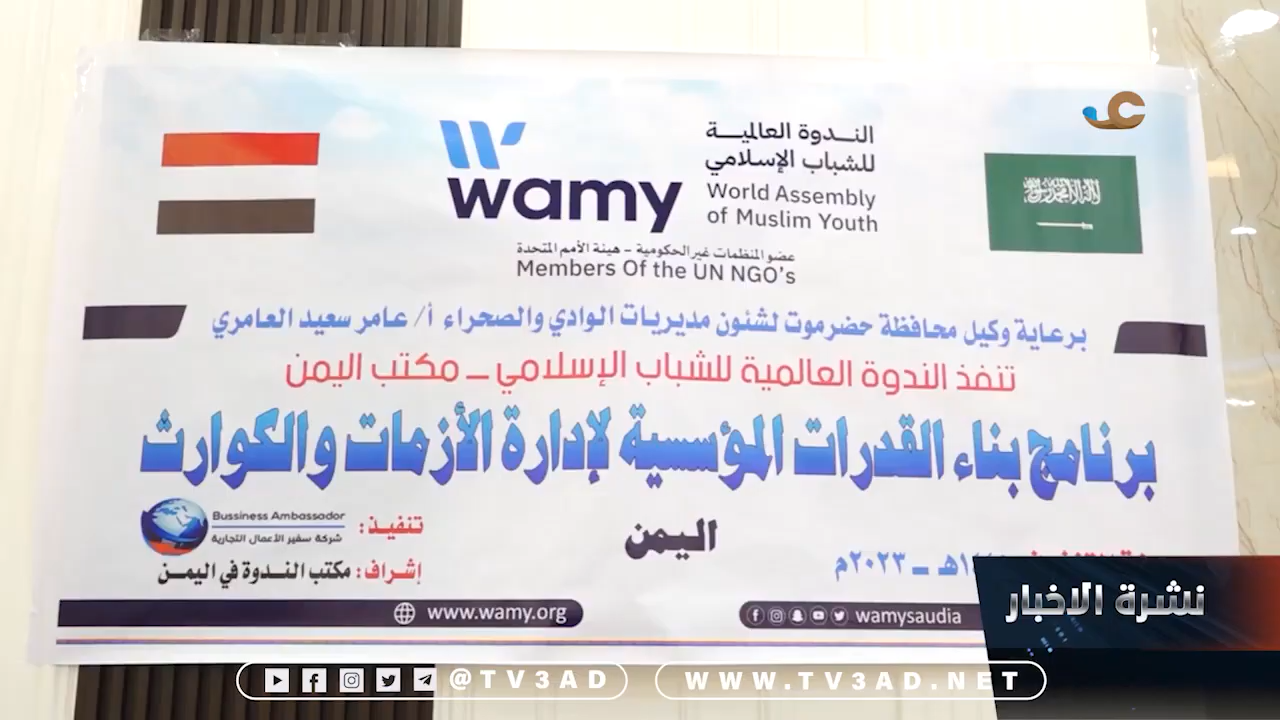 الندوة العالمية
للشباب الإسلامي
wamy
World Assembly
of Muslim Youth
عضو المنظمات غير الحكومية - هيئة الأمم المتحدة
Members Of the UN NGO's
برعاية وكيل محافظة حضرموت لشئون مديريات الوادي والصحراء أ/ عامر سعيد العامري
تنفذ الندوة العالمية للشباب الإسلامي - مكتب اليمن
برنامج بناء القدرات المؤسسية لإدارة الأزمات والكوارث
اليمن
تنفيذ: Bussiness Ambassador
شركة سفير الأعمال التجارية
إشراف: مكتب الندوة في اليمن
هـ - ٢٠٢٣م
www.wamy.org
wamysaudia
نشرة الاخبار
@TV3AD
WWW.TV3AD.NET